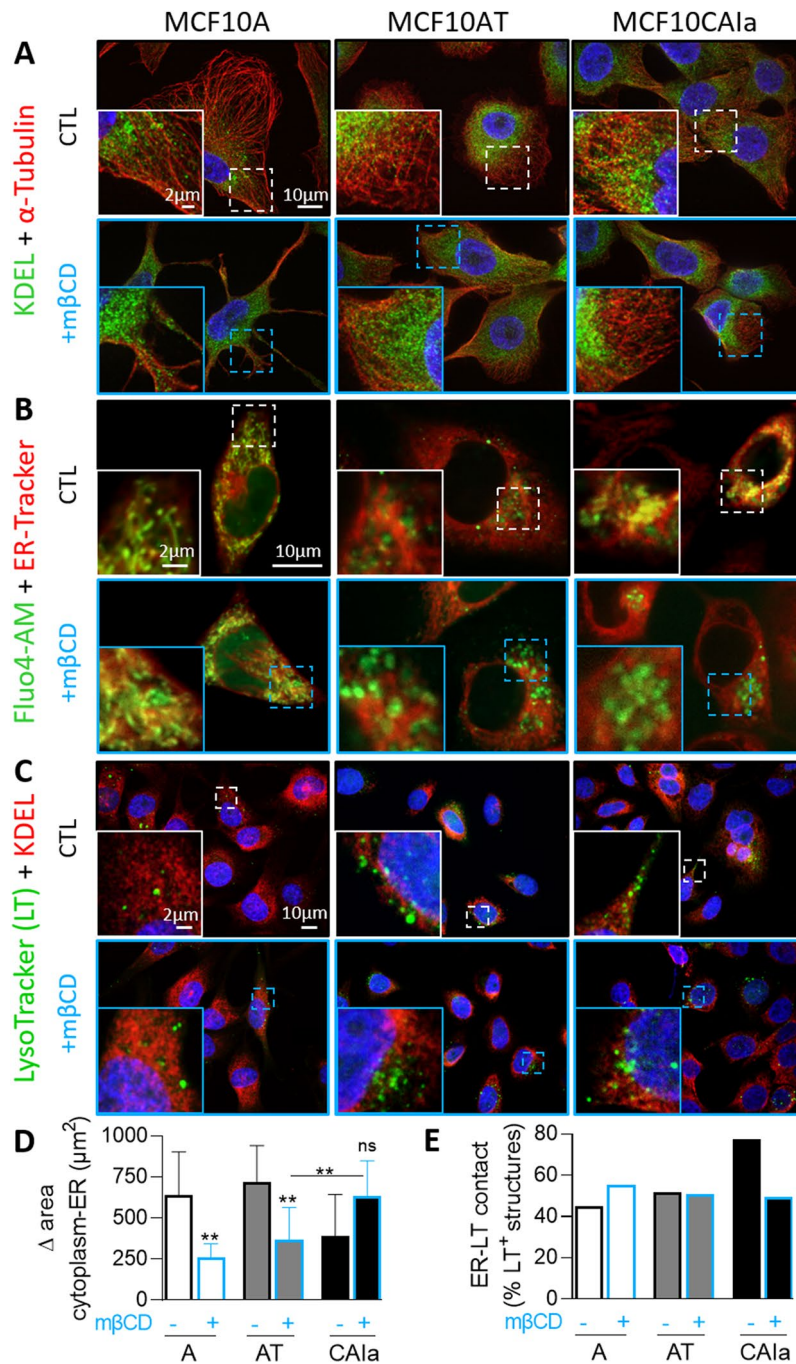 MCF10A MCF10AT MCF10CAIa
A
KDEL + α-Tubulin
CTL
2µm 10µm
+mβCD
B
Fluo4-AM + ER-Tracker
CTL
2µm 10µm
+mβCD
C
LysoTracker (LT) + KDEL
CTL
2µm 10µm
+mβCD
D
Δ area
cytoplasm-ER (µm²)
1000
750
500
250
0
** ** ** ns
mβCD - + - + - +
A AT CAIa
E
ER-LT contact
(% LT⁺ structures)
80
60
40
20
0
mβCD - + - + - +
A AT CAIa